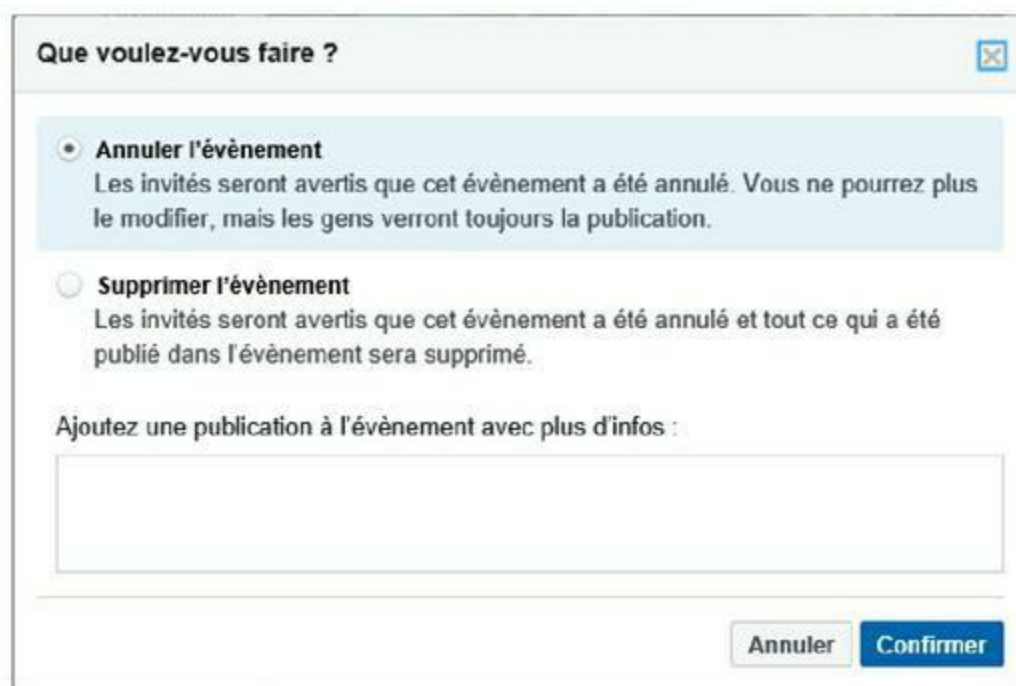 Que voulez-vous faire ?
Annuler l'évènement
Les invités seront avertis que cet évènement a été annulé. Vous ne pourrez plus
le modifier, mais les gens verront toujours la publication.
Supprimer l'évènement
Les invités seront avertis que cet évènement a été annulé et tout ce qui a été
publié dans l'évènement sera supprimé.
Ajoutez une publication à l'évènement avec plus d'infos :
Annuler Confirmer